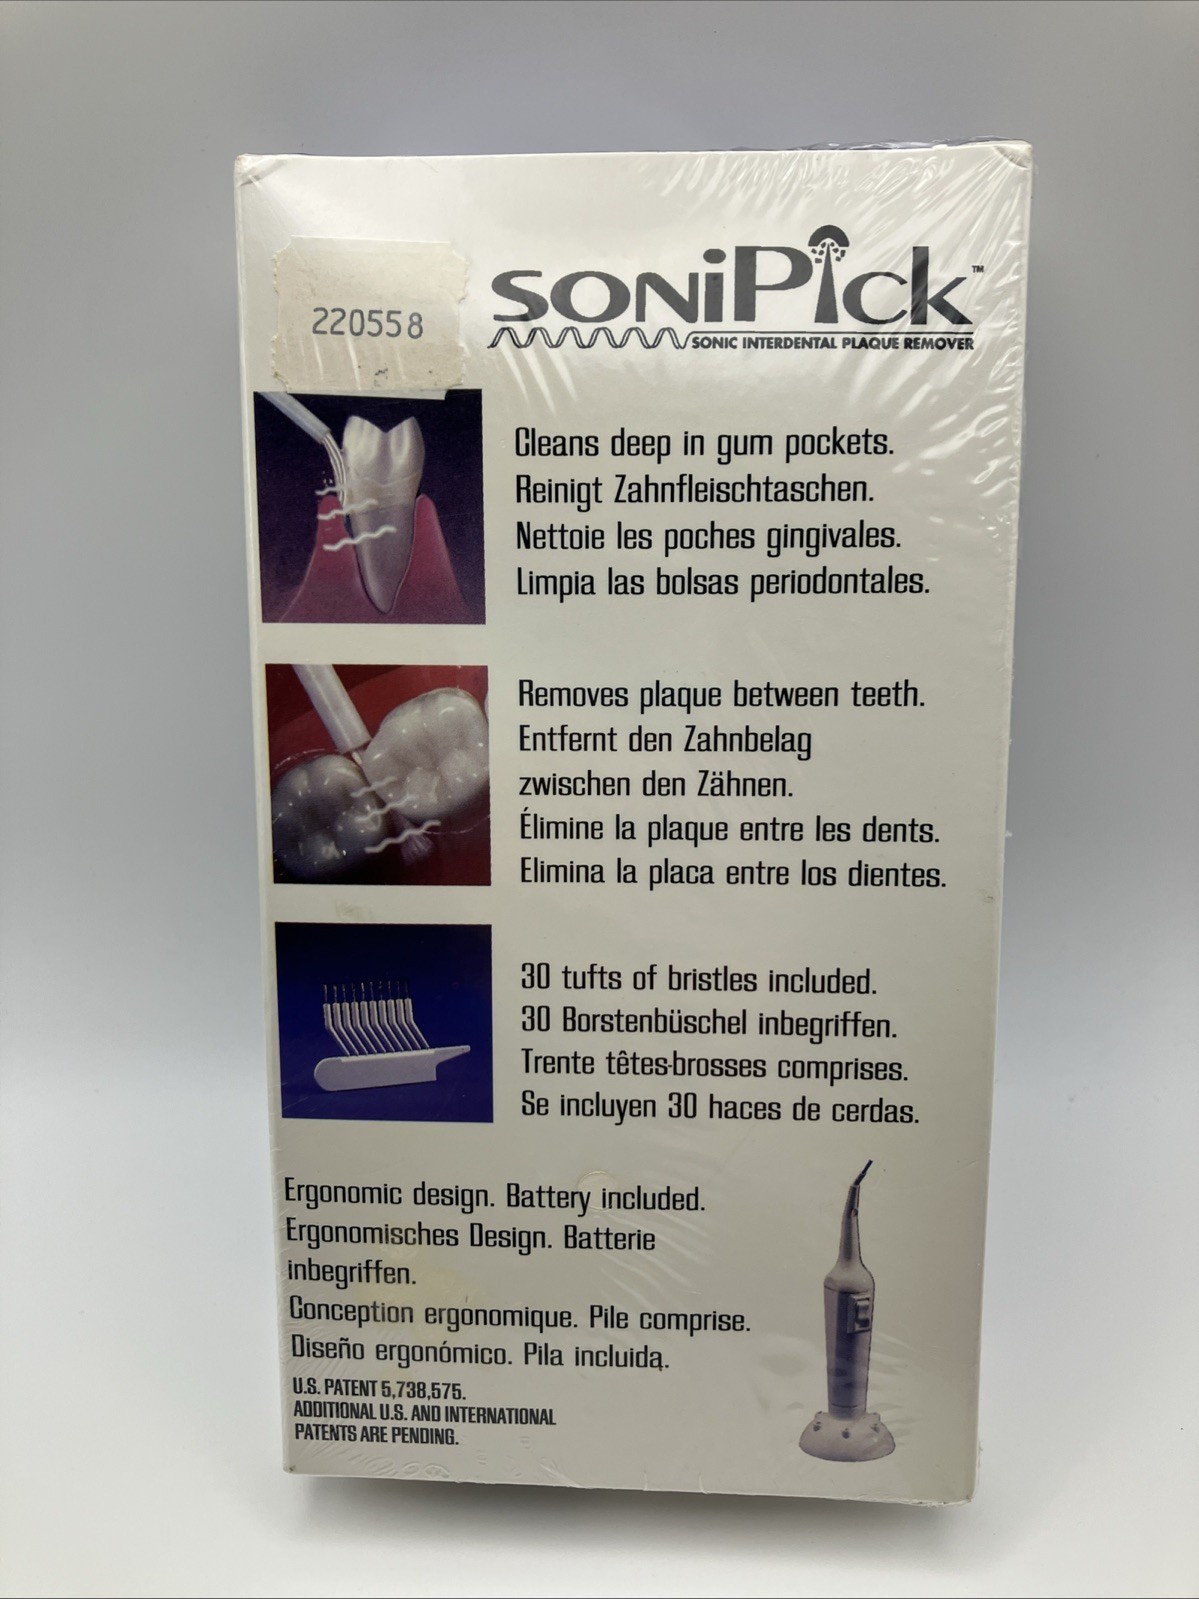 220558
SONiPick™
SONIC INTERDENTAL PLAQUE REMOVER
Cleans deep in gum pockets.
Reinigt Zahnfleischtaschen.
Nettoie les poches gingivales.
Limpia las bolsas periodontales.
Removes plaque between teeth.
Entfernt den Zahnbelag
zwischen den Zähnen.
Élimine la plaque entre les dents.
Elimina la placa entre los dientes.
30 tufts of bristles included.
30 Borstenbüschel inbegriffen.
Trente têtes-brosses comprises.
Se incluyen 30 haces de cerdas.
Ergonomic design. Battery included.
Ergonomisches Design. Batterie
inbegriffen.
Conception ergonomique. Pile comprise.
Diseño ergonómico. Pila incluida.
U.S. PATENT 5,738,575.
ADDITIONAL U.S. AND INTERNATIONAL
PATENTS ARE PENDING.